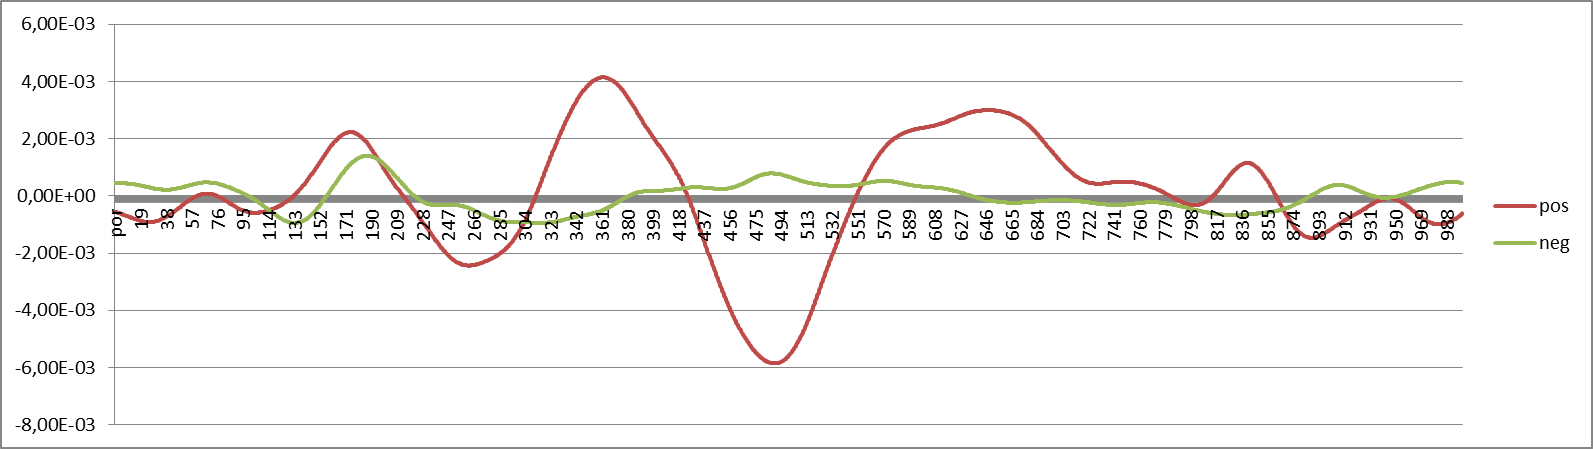 6,00E-03
4,00E-03
2,00E-03
0,00E+00
-2,00E-03
-4,00E-03
-6,00E-03
-8,00E-03
por 19 38 57 76 95 114 133 152 171 190 209 228 247 266 285 304 323 342 361 380 399 418 437 456 475 494 513 532 551 570 589 608 627 646 665 684 703 722 741 760 779 798 817 836 855 874 893 912 931 950 969 988
pos
neg